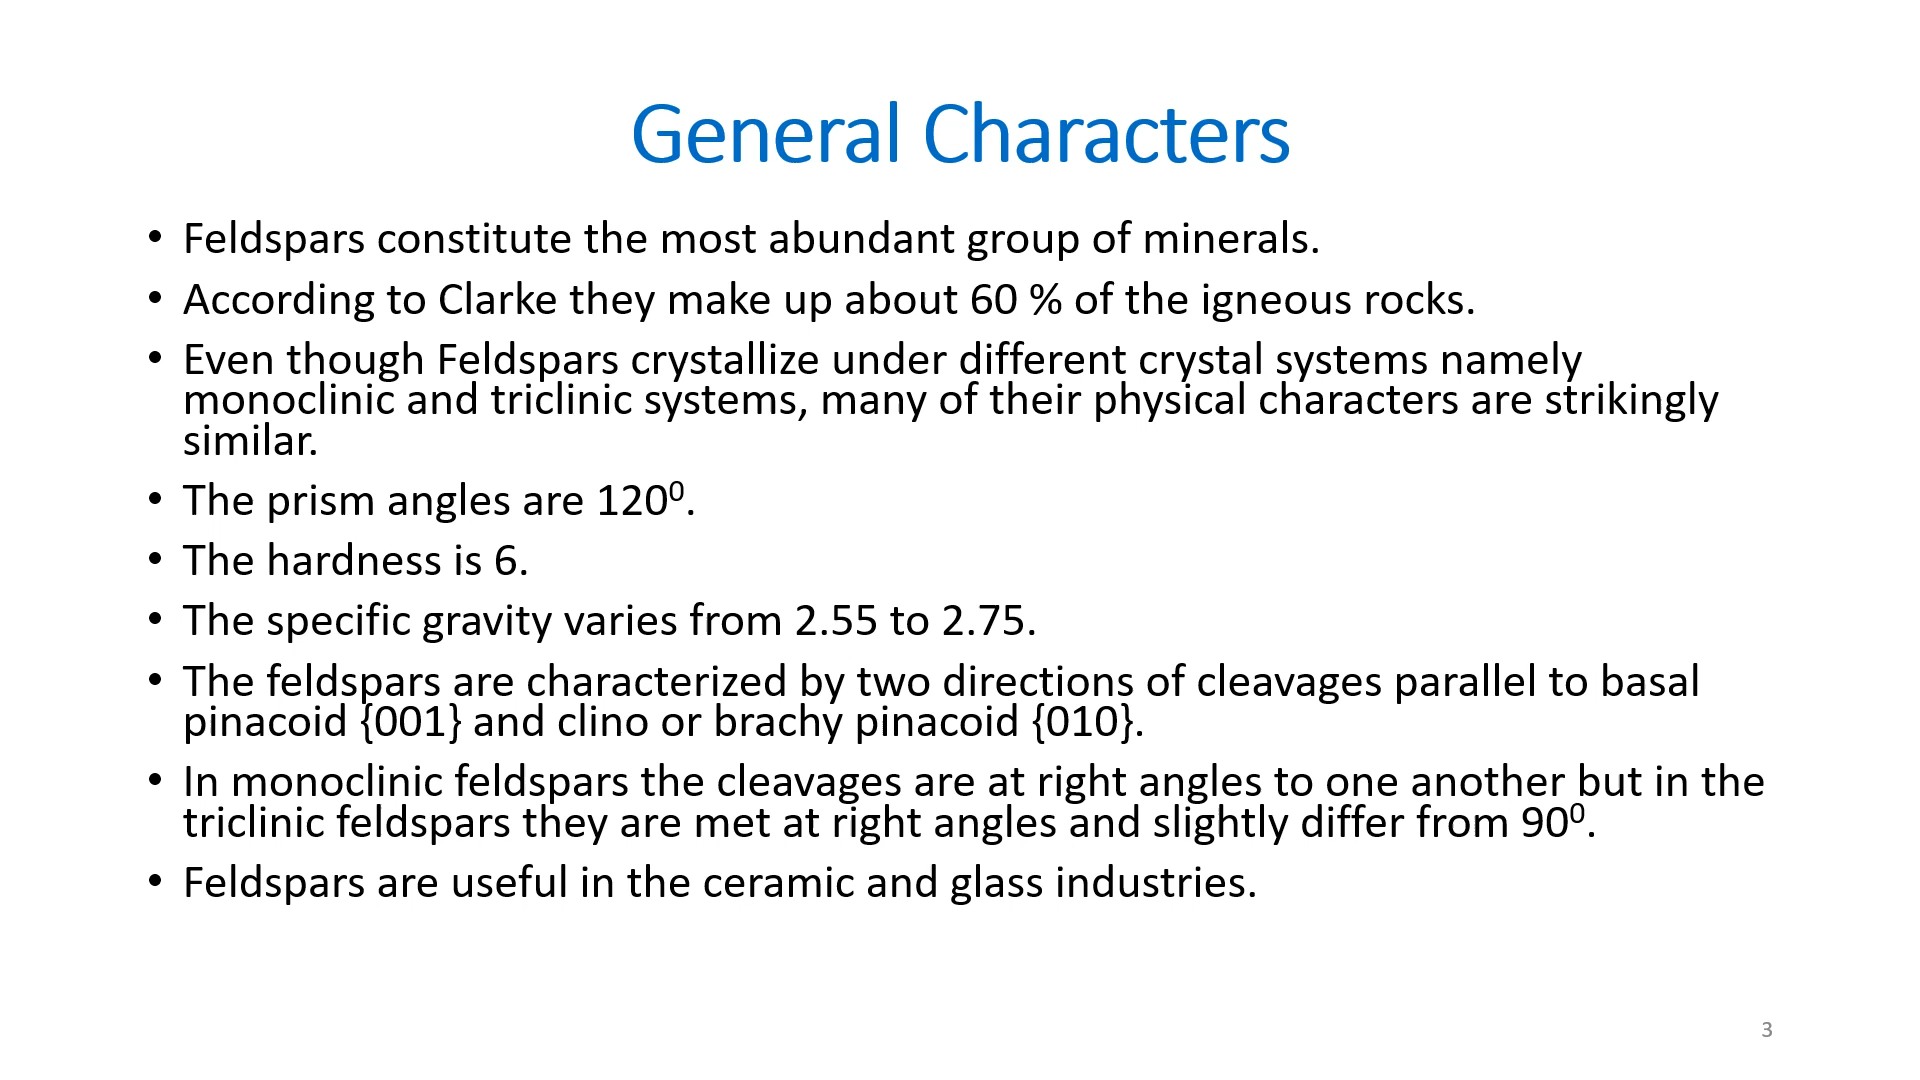 General Characters
• Feldspars constitute the most abundant group of minerals.
• According to Clarke they make up about 60 % of the igneous rocks.
• Even though Feldspars crystallize under different crystal systems namely
monoclinic and triclinic systems, many of their physical characters are strikingly
similar.
• The prism angles are 120⁰.
• The hardness is 6.
• The specific gravity varies from 2.55 to 2.75.
• The feldspars are characterized by two directions of cleavages parallel to basal
pinacoid {001} and clino or brachy pinacoid {010}.
• In monoclinic feldspars the cleavages are at right angles to one another but in the
triclinic feldspars they are met at right angles and slightly differ from 90⁰.
• Feldspars are useful in the ceramic and glass industries.
3